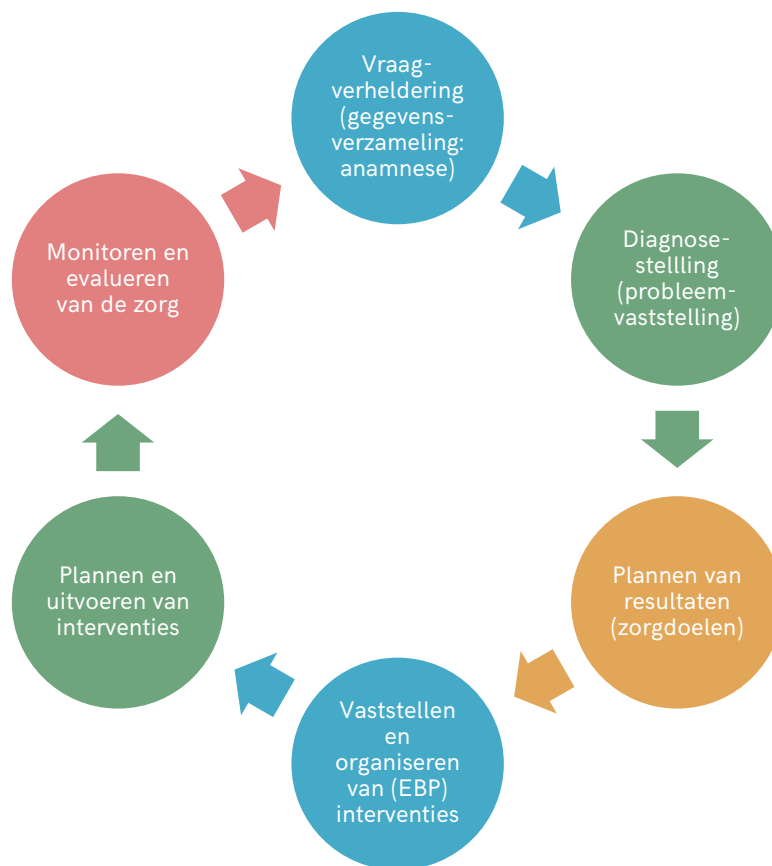 Vraag-
verheldering
(gegevens-
verzameling:
anamnese)
Diagnose-
stellling
(probleem-
vaststelling)
Plannen van
resultaten
(zorgdoelen)
Vaststellen
en
organiseren
van (EBP)
interventies
Plannen en
uitvoeren van
interventies
Monitoren en
evalueren
van de zorg